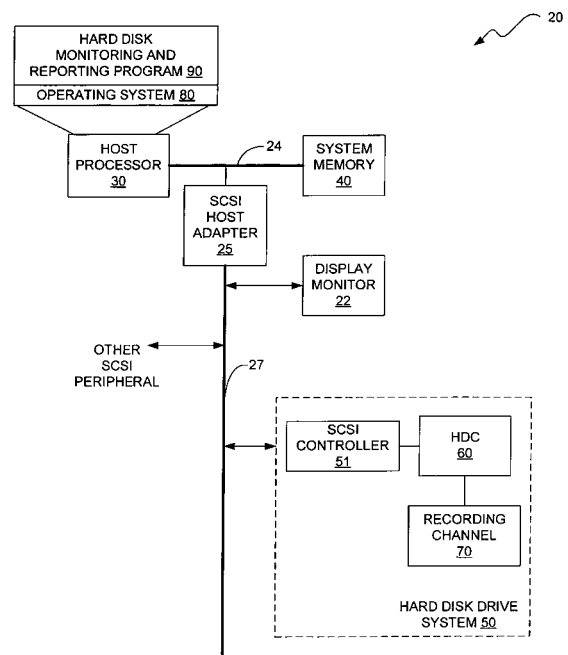 20
HARD DISK
MONITORING AND
REPORTING PROGRAM 90
OPERATING SYSTEM 80
HOST
PROCESSOR
30
24
SYSTEM
MEMORY
40
SCSI
HOST
ADAPTER
25
DISPLAY
MONITOR
22
OTHER
SCSI
PERIPHERAL
27
SCSI
CONTROLLER
51
HDC
60
RECORDING
CHANNEL
70
HARD DISK DRIVE
SYSTEM 50